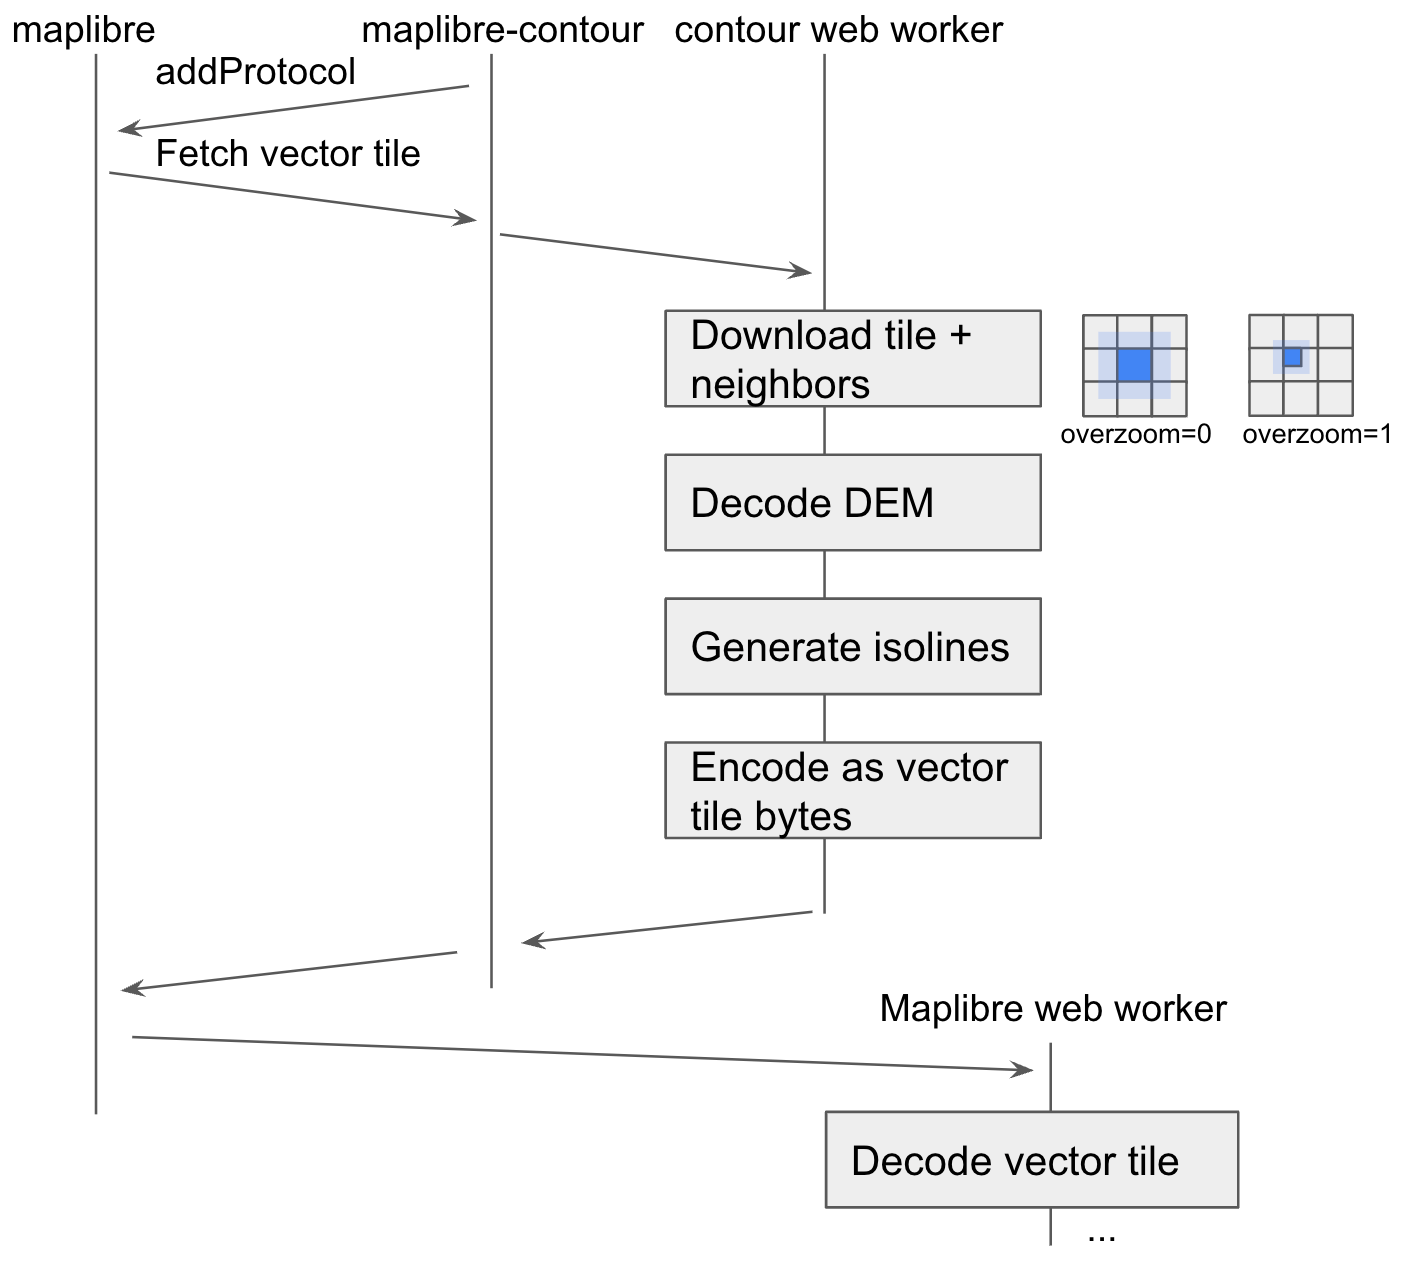 maplibre
maplibre-contour
contour web worker
addProtocol
Fetch vector tile
Download tile +
neighbors
overzoom=0
overzoom=1
Decode DEM
Generate isolines
Encode as vector
tile bytes
Maplibre web worker
Decode vector tile
...